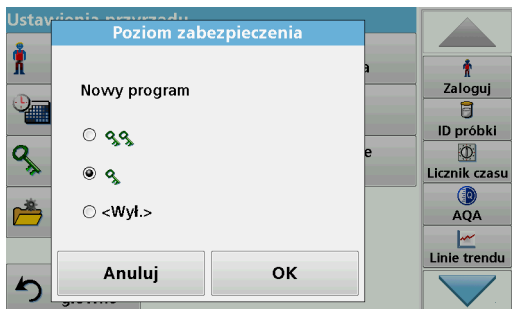 Ustawienia przyrządu
Poziom zabezpieczenia
Nowy program
<Wył.>
Anuluj
OK
Zaloguj
ID próbki
Licznik czasu
AQA
Linie trendu